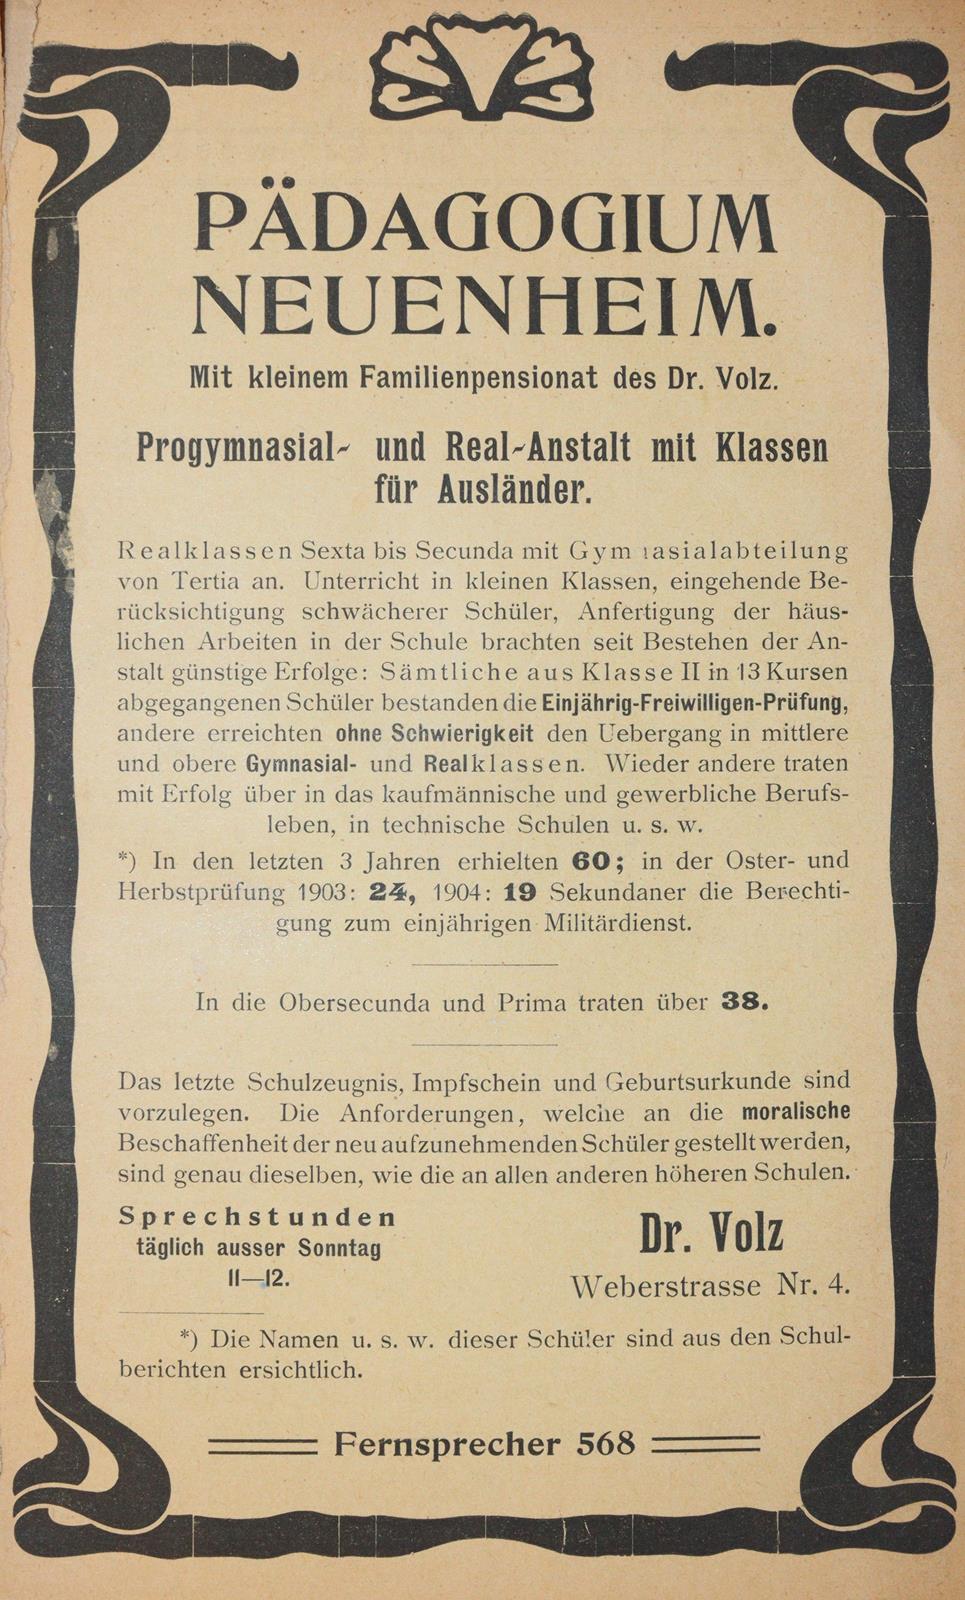 PÄDAGOGIUM
NEUENHEIM.
Mit kleinem Familienpensionat des Dr. Volz.
Progymnasial- und Real-Anstalt mit Klassen
für Ausländer.
Realklassen Sexta bis Secunda mit Gymnasialabteilung
von Tertia an. Unterricht in kleinen Klassen, eingehende Be-
rücksichtigung schwächerer Schüler, Anfertigung der häus-
lichen Arbeiten in der Schule brachten seit Bestehen der An-
stalt günstige Erfolge: Sämtliche aus Klasse II in 13 Kursen
abgegangenen Schüler bestanden die Einjährig-Freiwilligen-Prüfung,
andere erreichten ohne Schwierigkeit den Uebergang in mittlere
und obere Gymnasial- und Realklassen. Wieder andere traten
mit Erfolg über in das kaufmännische und gewerbliche Berufs-
leben, in technische Schulen u. s. w.
*) In den letzten 3 Jahren erhielten 60; in der Oster- und
Herbstprüfung 1903: 24, 1904: 19 Sekundaner die Berechti-
gung zum einjährigen Militärdienst.
In die Obersecunda und Prima traten über 38.
Das letzte Schulzeugnis, Impfschein und Geburtsurkunde sind
vorzulegen. Die Anforderungen, welche an die moralische
Beschaffenheit der neu aufzunehmenden Schüler gestellt werden,
sind genau dieselben, wie die an allen anderen höheren Schulen.
Sprechstunden
täglich ausser Sonntag
11—12.
Dr. Volz
Weberstrasse Nr. 4.
*) Die Namen u. s. w. dieser Schüler sind aus den Schul-
berichten ersichtlich.
Fernsprecher 568